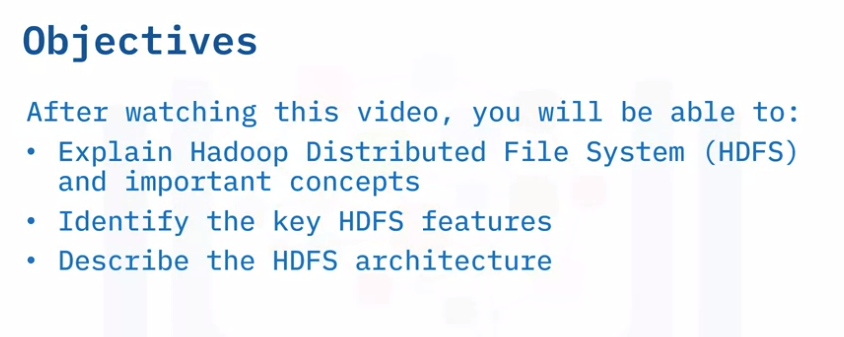 Objectives
After watching this video, you will be able to:
• Explain Hadoop Distributed File System (HDFS)
and important concepts
• Identify the key HDFS features
• Describe the HDFS architecture